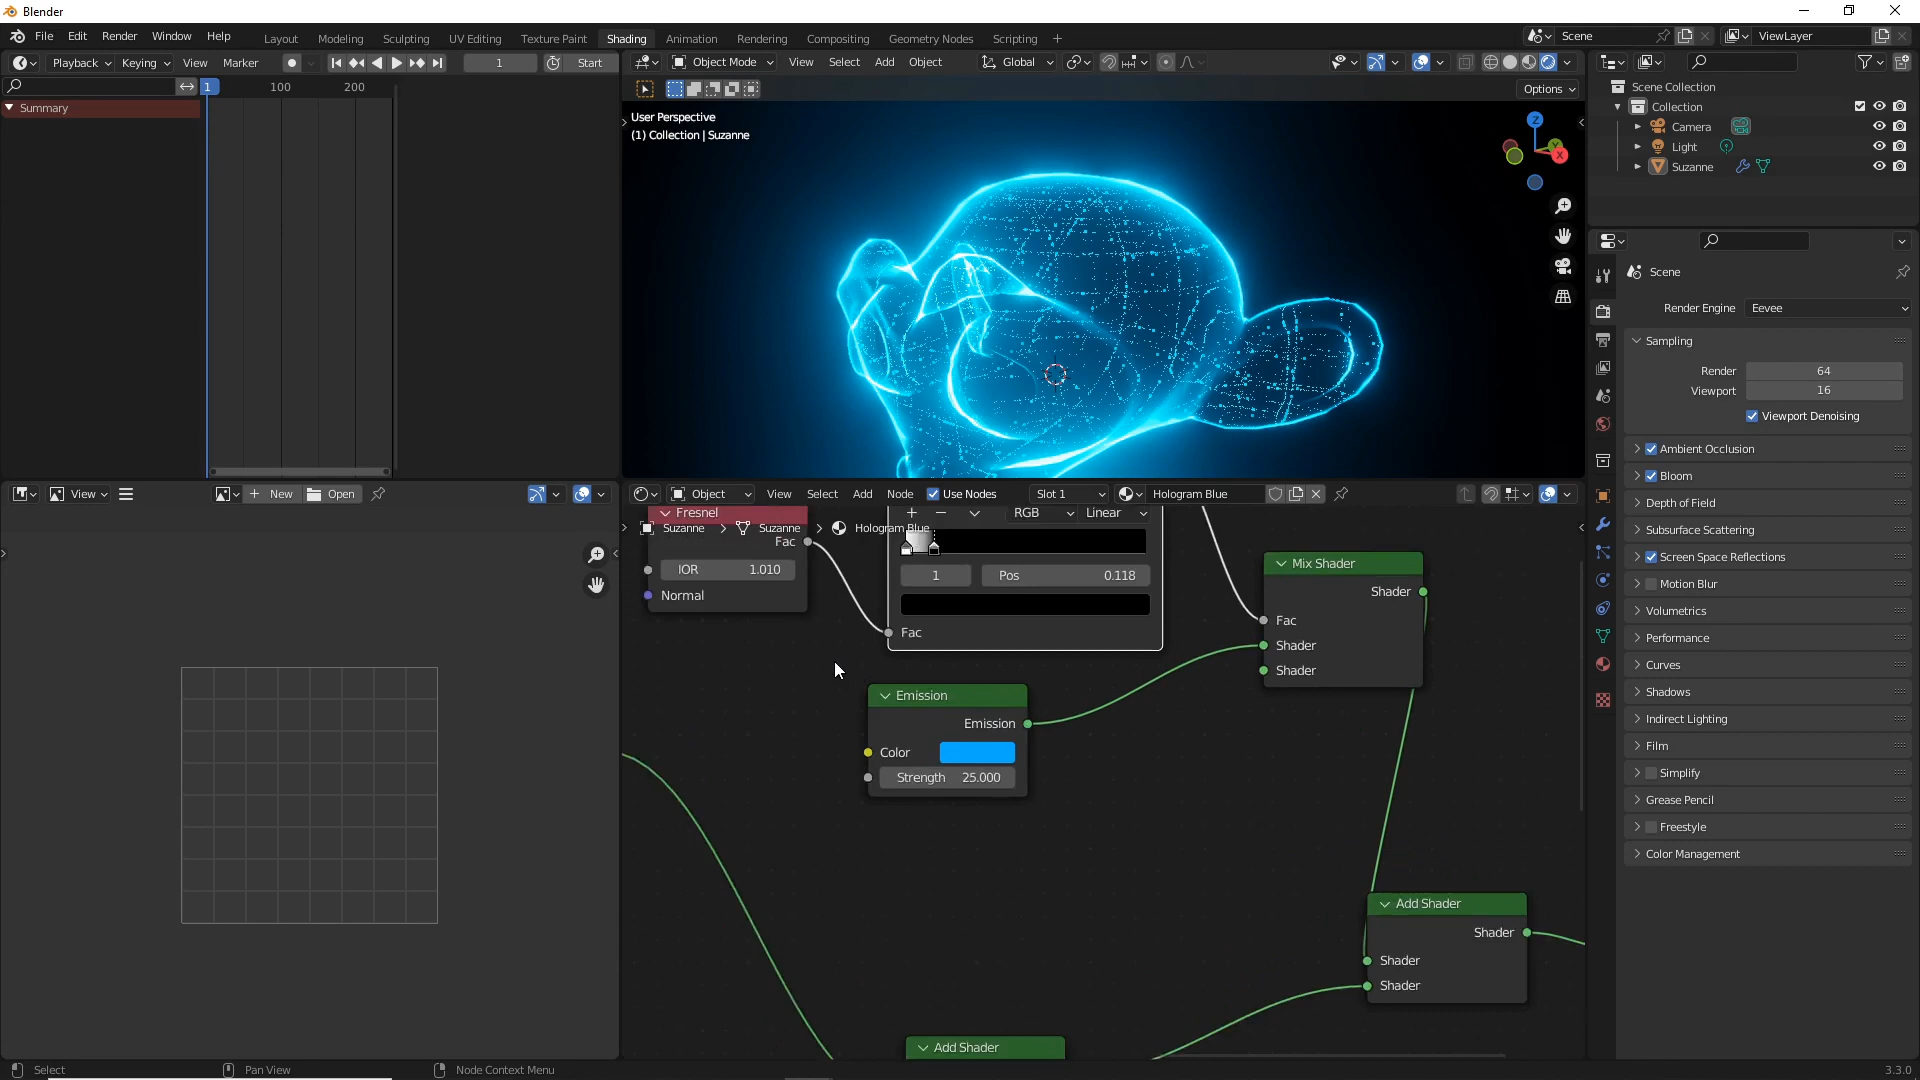 Blender
File Edit Render Window Help
Layout Modeling Sculpting UV Editing Texture Paint Shading Animation Rendering Compositing Geometry Nodes Scripting +
Scene
ViewLayer
Playback Keying View Marker
1 Start
Object Mode View Select Add Object
Global
1 100 200
Summary
Options
User Perspective
(1) Collection | Suzanne
Z
Y
X
Scene Collection
Collection
Camera
Light
Suzanne
Scene
Render Engine Eevee
Sampling
Render 64
Viewport 16
Viewport Denoising
Ambient Occlusion
Bloom
Depth of Field
Subsurface Scattering
Screen Space Reflections
Motion Blur
Volumetrics
Performance
Curves
Shadows
Indirect Lighting
Film
Simplify
Grease Pencil
Freestyle
Color Management
View
+ New Open
Object View Select Add Node Use Nodes Slot 1 Hologram Blue
Suzanne > Suzanne > Hologram Blue
Fresnel
Fac
IOR 1.010
Normal
+ − RGB Linear
1 Pos 0.118
Fac
Mix Shader
Shader
Fac
Shader
Shader
Emission
Emission
Color
Strength 25.000
Add Shader
Shader
Shader
Shader
Add Shader
Select Pan View Node Context Menu
3.3.0